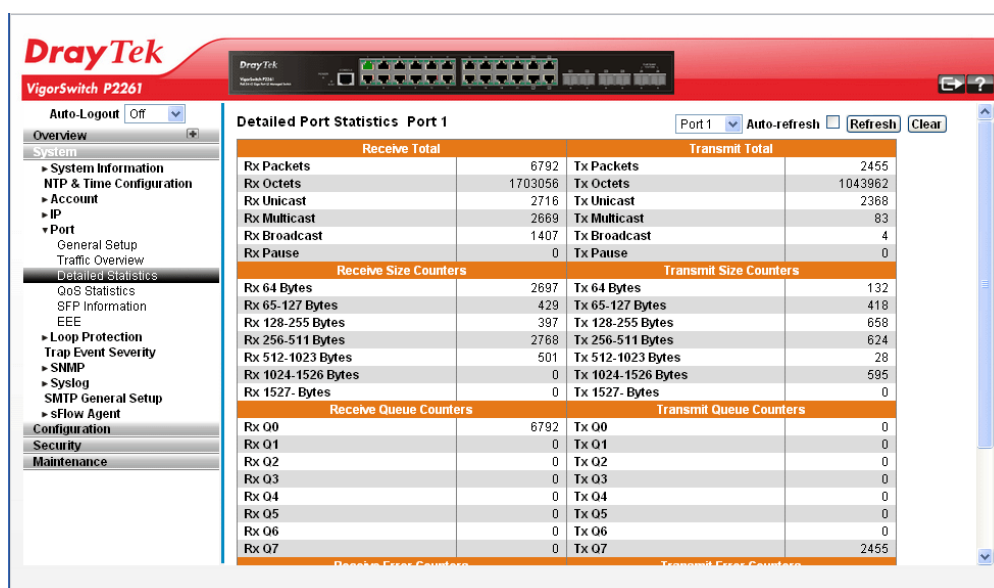 DrayTek
VigorSwitch P2261
DrayTek
Auto-Logout Off
Overview
System
System Information
NTP & Time Configuration
Account
IP
Port
General Setup
Traffic Overview
Detailed Statistics
QoS Statistics
SFP Information
EEE
Loop Protection
Trap Event Severity
SNMP
Syslog
SMTP General Setup
sFlow Agent
Configuration
Security
Maintenance
Detailed Port Statistics Port 1
Port 1 Auto-refresh Refresh Clear
Receive Total Transmit Total
Rx Packets 6792 Tx Packets 2455
Rx Octets 1703056 Tx Octets 1043962
Rx Unicast 2716 Tx Unicast 2368
Rx Multicast 2669 Tx Multicast 83
Rx Broadcast 1407 Tx Broadcast 4
Rx Pause 0 Tx Pause 0
Receive Size Counters Transmit Size Counters
Rx 64 Bytes 2697 Tx 64 Bytes 132
Rx 65-127 Bytes 429 Tx 65-127 Bytes 418
Rx 128-255 Bytes 397 Tx 128-255 Bytes 658
Rx 256-511 Bytes 2768 Tx 256-511 Bytes 624
Rx 512-1023 Bytes 501 Tx 512-1023 Bytes 28
Rx 1024-1526 Bytes 0 Tx 1024-1526 Bytes 595
Rx 1527- Bytes 0 Tx 1527- Bytes 0
Receive Queue Counters Transmit Queue Counters
Rx Q0 6792 Tx Q0 0
Rx Q1 0 Tx Q1 0
Rx Q2 0 Tx Q2 0
Rx Q3 0 Tx Q3 0
Rx Q4 0 Tx Q4 0
Rx Q5 0 Tx Q5 0
Rx Q6 0 Tx Q6 0
Rx Q7 0 Tx Q7 2455
Receive Error Counters Transmit Error Counters